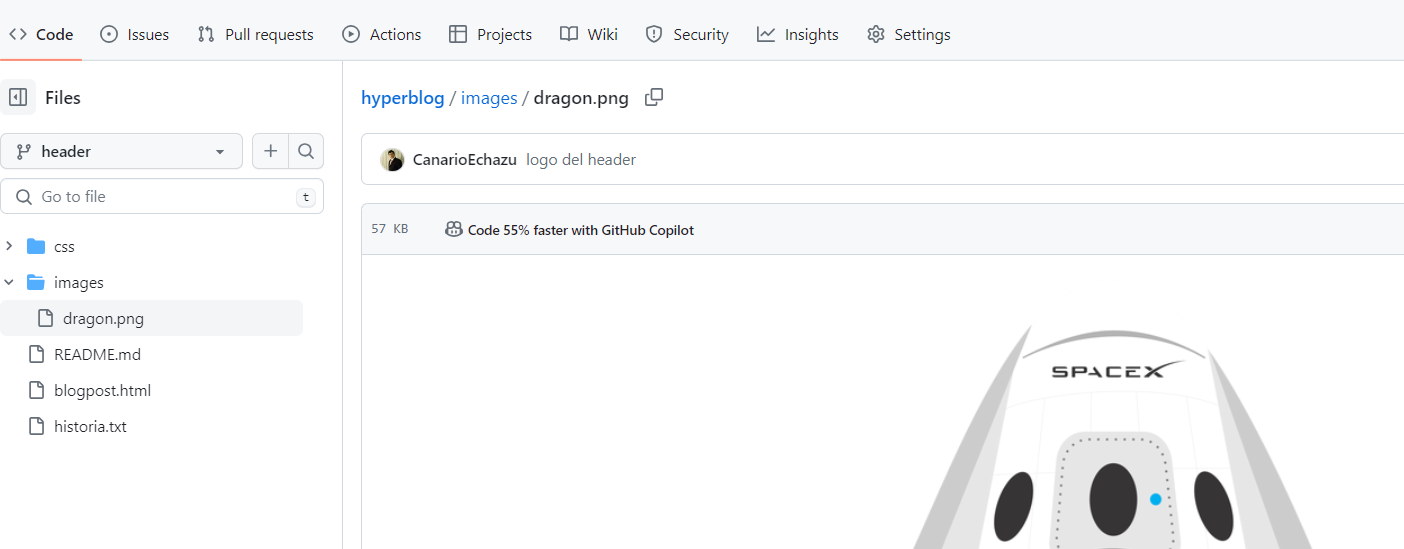 Code Issues Pull requests Actions Projects Wiki Security Insights Settings
Files
header
Go to file t
css
images
dragon.png
README.md
blogpost.html
historia.txt
hyperblog / images / dragon.png
CanarioEchazu logo del header
57 KB Code 55% faster with GitHub Copilot
SPACEX